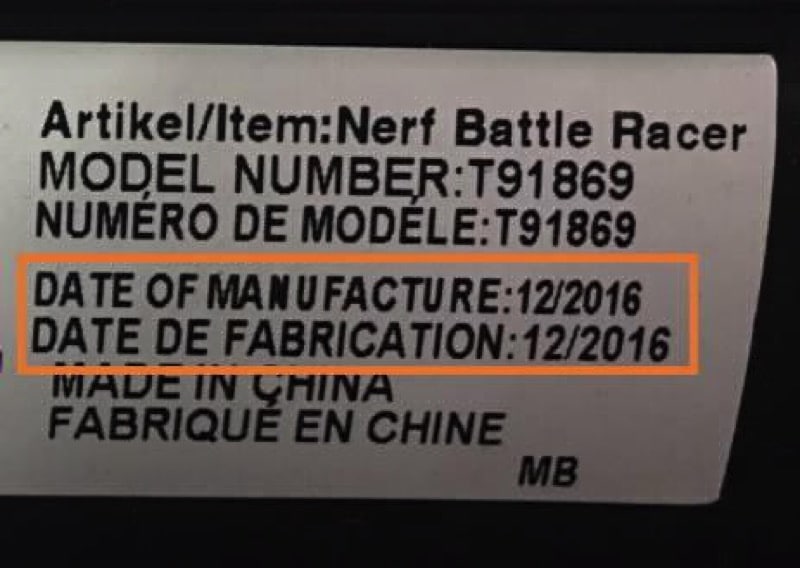 Artikel/Item:Nerf Battle Racer
MODEL NUMBER:T91869
NUMÉRO DE MODÉLE:T91869
DATE OF MANUFACTURE:12/2016
DATE DE FABRICATION:12/2016
MADE IN CHINA
FABRIQUÉ EN CHINE
MB